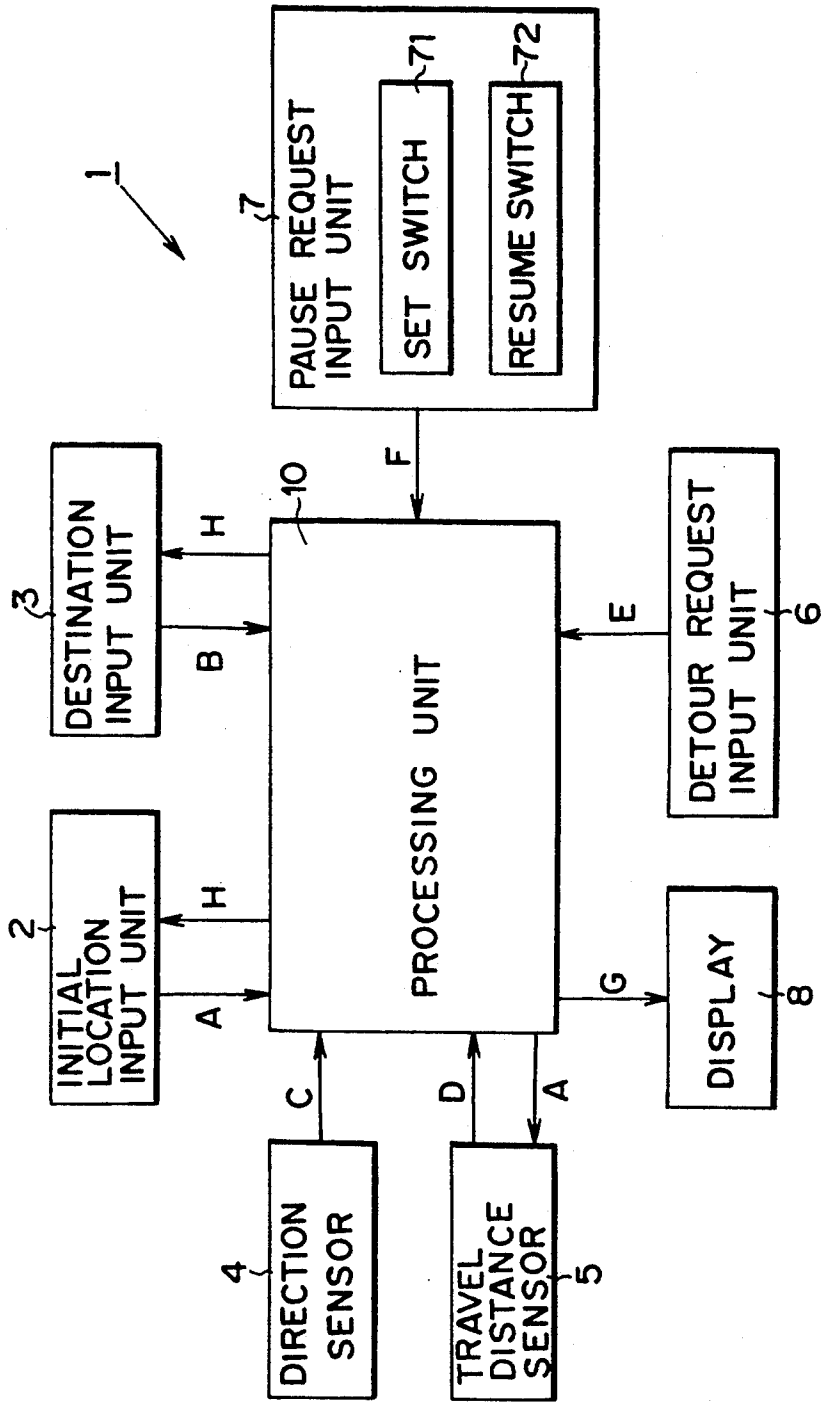 1
2
INITIAL
LOCATION
INPUT UNIT
3
DESTINATION
INPUT UNIT
7
PAUSE REQUEST
INPUT UNIT
71
SET SWITCH
72
RESUME SWITCH
A
H
B
H
4
DIRECTION
SENSOR
C
10
PROCESSING UNIT
F
TRAVEL
DISTANCE
SENSOR
5
D
A
G
E
DISPLAY
8
DETOUR REQUEST
INPUT UNIT
6